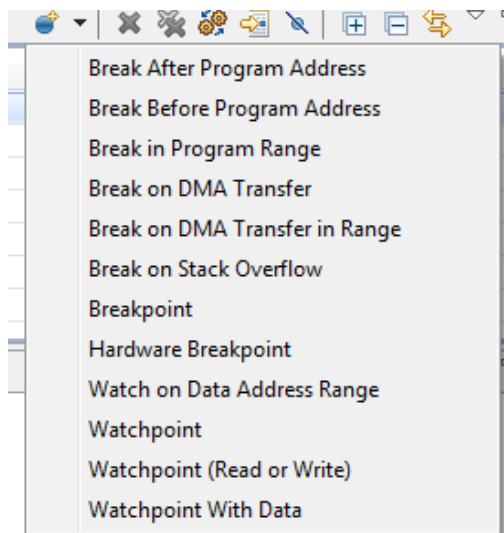 Break After Program Address
Break Before Program Address
Break in Program Range
Break on DMA Transfer
Break on DMA Transfer in Range
Break on Stack Overflow
Breakpoint
Hardware Breakpoint
Watch on Data Address Range
Watchpoint
Watchpoint (Read or Write)
Watchpoint With Data